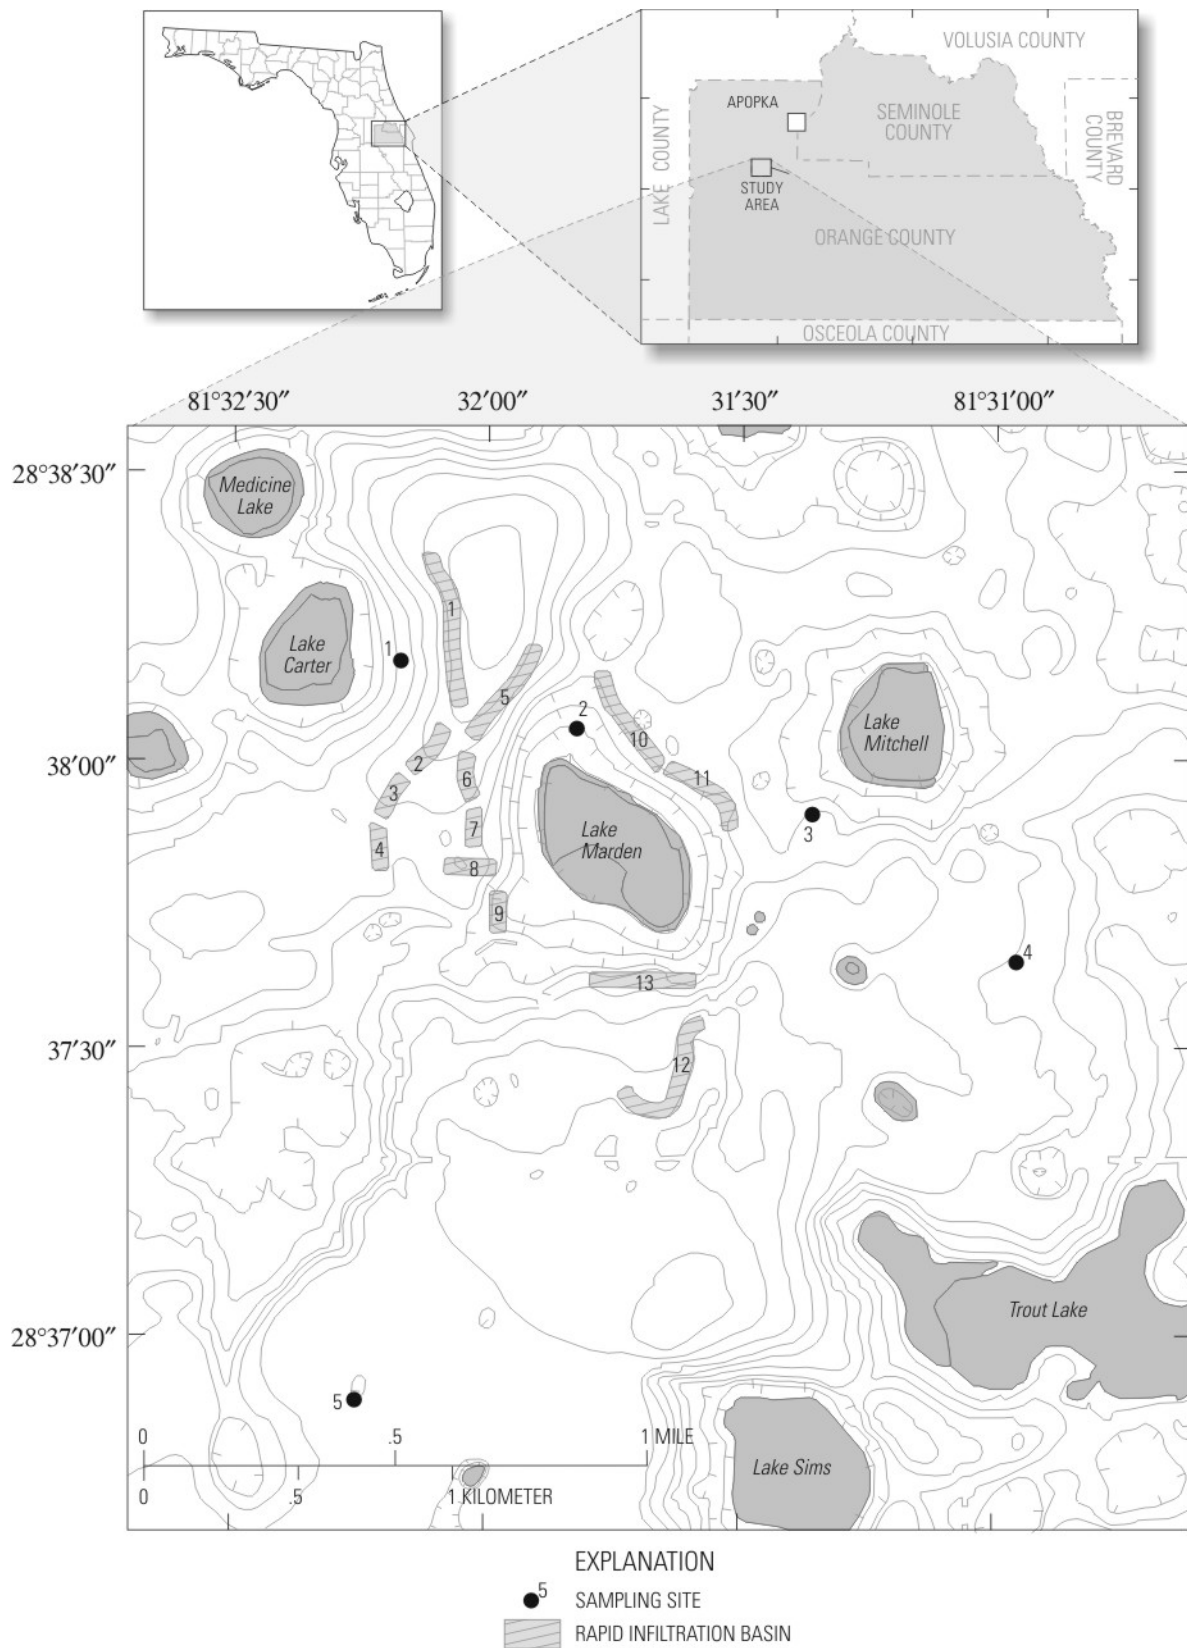 VOLUSIA COUNTY
APOPKA
SEMINOLE
COUNTY
BREVARD
COUNTY
LAKE COUNTY
STUDY
AREA
ORANGE COUNTY
OSCEOLA COUNTY
81°32′30″ 32′00″ 31′30″ 81°31′00″
28°38′30″
Medicine
Lake
1
Lake
Carter
1
5
2
10
Lake
Mitchell
28°38′00″
2
6
11
3
7
3
Lake
Marden
4
8
9
4
13
37′30″
12
Trout Lake
28°37′00″
5
0 .5 1 MILE
Lake Sims
0 .5 1 KILOMETER
EXPLANATION
5 SAMPLING SITE
RAPID INFILTRATION BASIN